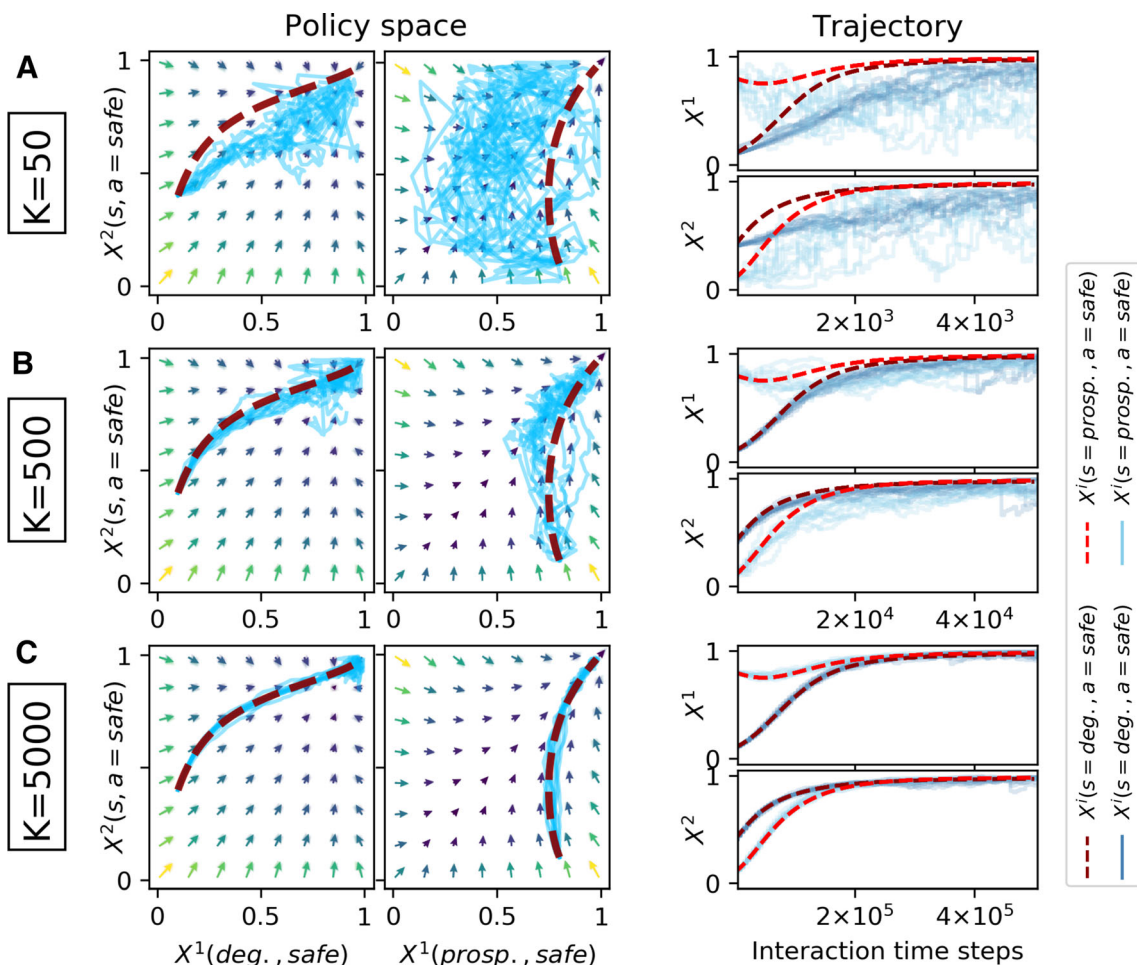 Policy space
Trajectory
A
K=50
X²(s, a = safe)
1
0
0
0.5
1
0
0.5
1
X¹
1
0
X²
1
0
2×10³
4×10³
B
K=500
X²(s, a = safe)
1
0
0
0.5
1
0
0.5
1
X¹
1
0
X²
1
0
2×10⁴
4×10⁴
C
K=5000
X²(s, a = safe)
1
0
0
0.5
1
0
0.5
1
X¹(deg., safe)
X¹(prosp., safe)
X¹
1
0
X²
1
0
2×10⁵
4×10⁵
Interaction time steps
Xⁱ(s = deg., a = safe)
Xⁱ(s = deg., a = safe)
Xⁱ(s = prosp., a = safe)
Xⁱ(s = prosp., a = safe)